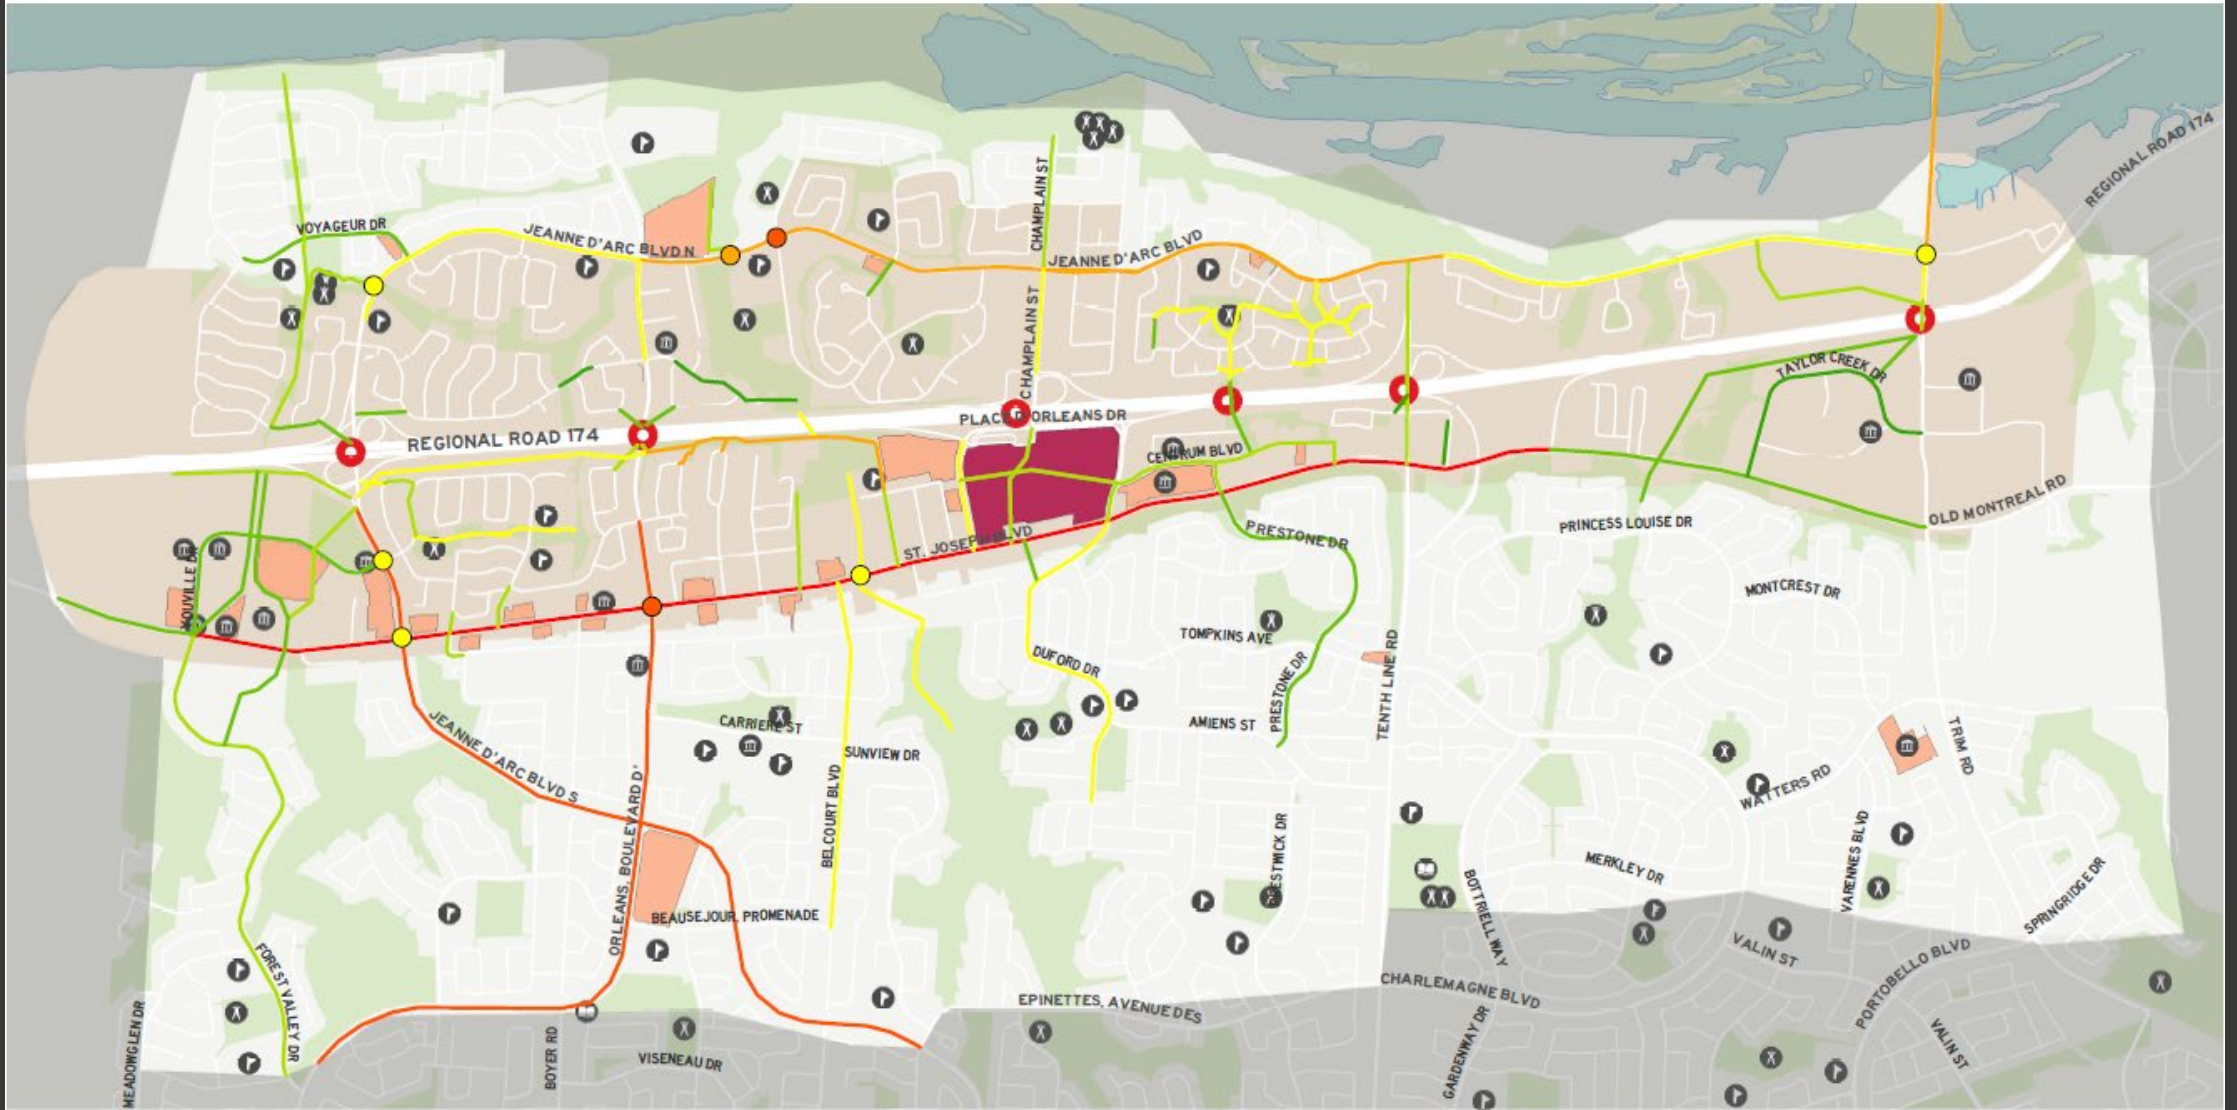 REGIONAL ROAD 174
VOYAGEUR DR
JEANNE D'ARC BLVD N
CHAMPLAIN ST
JEANNE D'ARC BLVD
CHAMPLAIN ST
TAYLOR CREEK DR
PLACE D'ORLEANS DR
REGIONAL ROAD 174
CENTRUM BLVD
OLD MONTREAL RD
PRINCESS LOUISE DR
PRESTONE DR
ST. JOSEPH BLVD
YOUVILLE DR
MONTCREST DR
TOMPKINS AVE
DUFORD DR
PRESTONE DR
TENTH LINE RD
AMIENS ST
CARRIERE ST
SUNVIEW DR
JEANNE D'ARC BLVD S
TRIM RD
WATTERS RD
BELCOURT BLVD
ORLEANS, BOULEVARD D'
MERKLEY DR
VARENNES BLVD
BOTTRIELL WAY
SPRINGRIDGE DR
BEAUSEJOUR, PROMENADE
VALIN ST
PORTOBELLO BLVD
FOREST VALLEY DR
CHARLEMAGNE BLVD
EPINETTES, AVENUE DES
MEADOWGLEN DR
BOYER RD
VISENEAU DR
GARDENWAY DR
VALIN ST